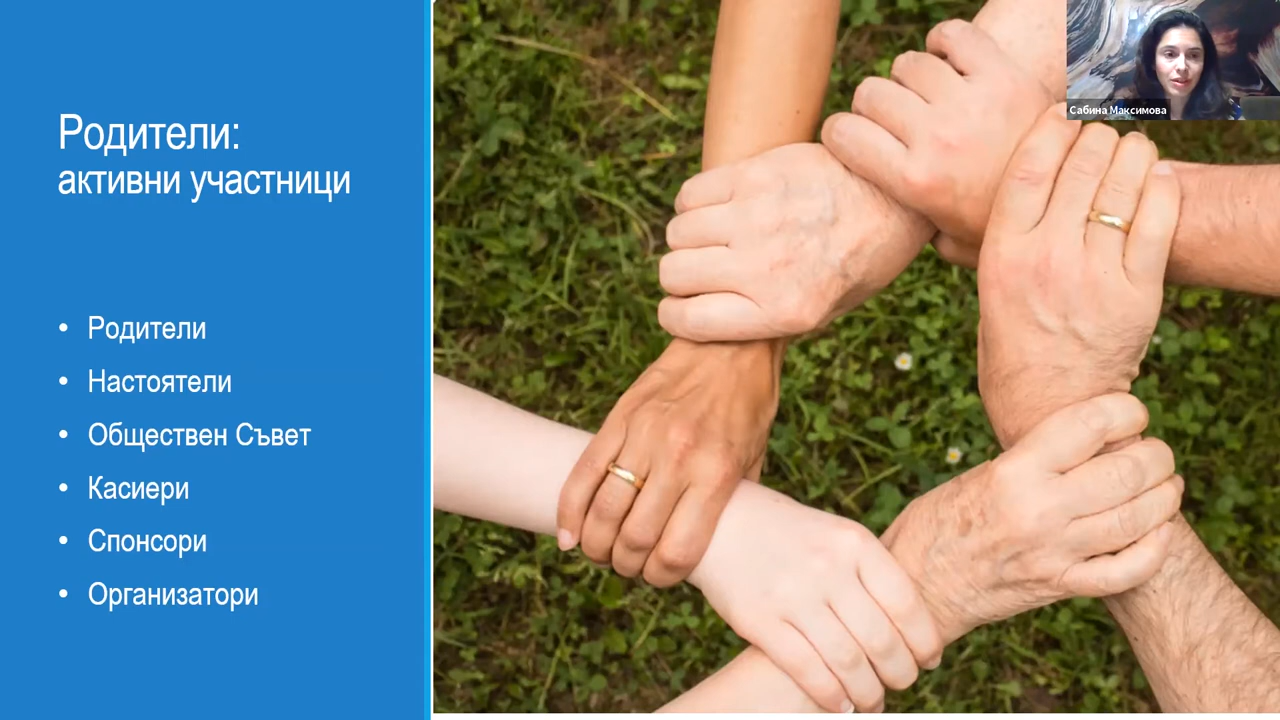 Родители:
активни участници
• Родители
• Настоятели
• Обществен Съвет
• Касиери
• Спонсори
• Организатори
Сабина Максимова